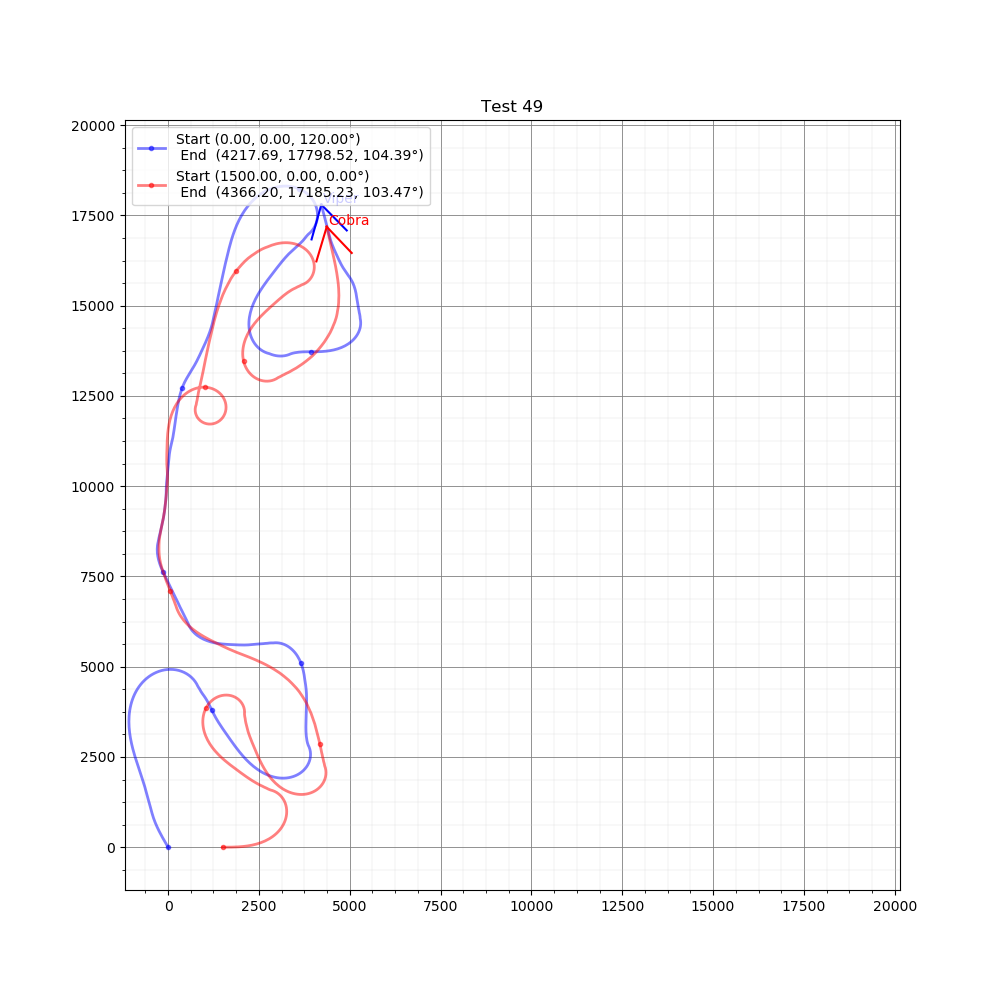 Test 49
Start (0.00, 0.00, 120.00°)
End (4217.69, 17798.52, 104.39°)
Start (1500.00, 0.00, 0.00°)
End (4366.20, 17185.23, 103.47°)
Viper
Cobra
20000
17500
15000
12500
10000
7500
5000
2500
0
0 2500 5000 7500 10000 12500 15000 17500 20000